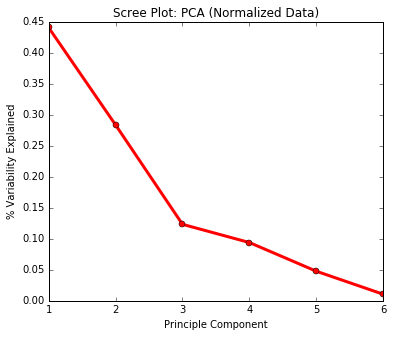 Scree Plot: PCA (Normalized Data)
0.45
0.40
0.35
0.30
0.25
0.20
0.15
0.10
0.05
0.00
% Variability Explained
1 2 3 4 5 6
Principle Component